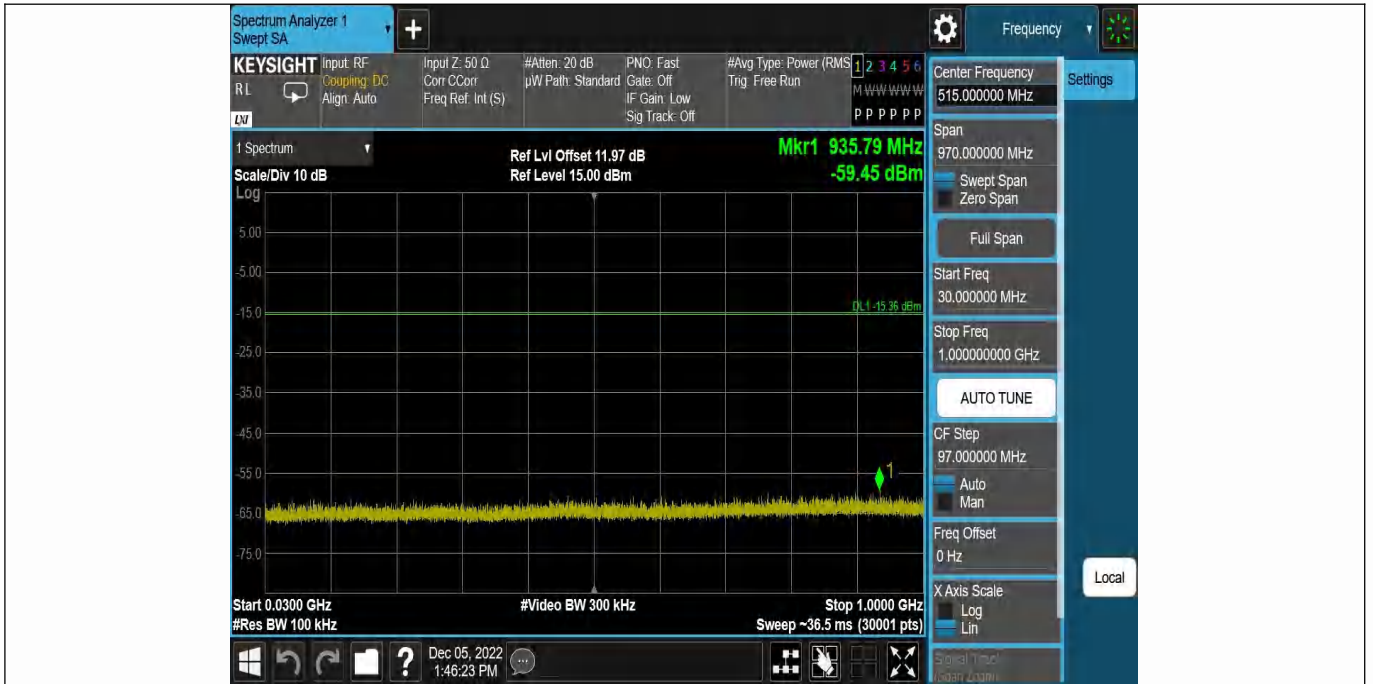 Spectrum Analyzer 1
Swept SA
+
Frequency
KEYSIGHT
Input: RF
Coupling: DC
Align: Auto
Input Z: 50 Ω
Corr CCorr
Freq Ref: Int (S)
#Atten: 20 dB
µW Path: Standard
PNO: Fast
Gate: Off
IF Gain: Low
Sig Track: Off
#Avg Type: Power (RMS
Trig: Free Run
1 2 3 4 5 6
M W W W W W
P P P P P P
R L
LXI
Center Frequency
515.000000 MHz
Settings
1 Spectrum
Scale/Div 10 dB
Ref Lvl Offset 11.97 dB
Ref Level 15.00 dBm
Mkr1 935.79 MHz
-59.45 dBm
Span
970.000000 MHz
Swept Span
Zero Span
Full Span
Start Freq
30.000000 MHz
Stop Freq
1.000000000 GHz
AUTO TUNE
CF Step
97.000000 MHz
Auto
Man
Freq Offset
0 Hz
X Axis Scale
Log
Lin
Signal Track
(Span Zoom)
Local
Log
5.00
-5.00
DL1 -15.36 dBm
-15.0
-25.0
-35.0
-45.0
-55.0
1
-65.0
-75.0
Start 0.0300 GHz
#Video BW 300 kHz
Stop 1.0000 GHz
#Res BW 100 kHz
Sweep ~36.5 ms (30001 pts)
?
Dec 05, 2022
1:46:23 PM